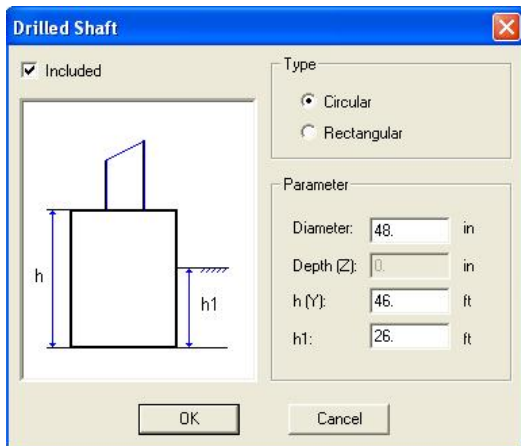 Drilled Shaft
Included
h
h1
Type
Circular
Rectangular
Parameter
Diameter: 48. in
Depth (Z): 0. in
h (Y): 46. ft
h1: 26. ft
OK Cancel